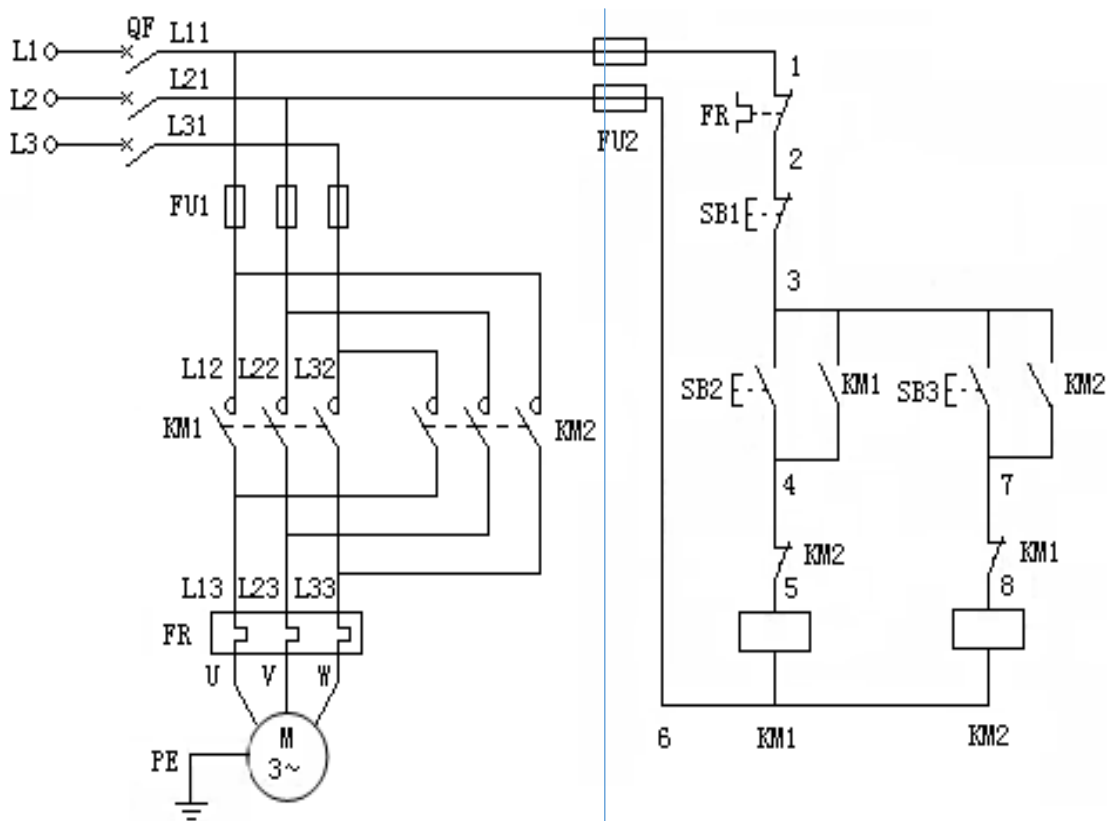 QF L11
L1
L21
L2
L31
L3
FU1
FU2
1
FR
2
SB1
3
L12 L22 L32
KM1
KM2
SB2
KM1
SB3
KM2
4
7
KM2
KM1
5
8
L13 L23 L33
FR
U V W
M
3~
PE
6
KM1
KM2